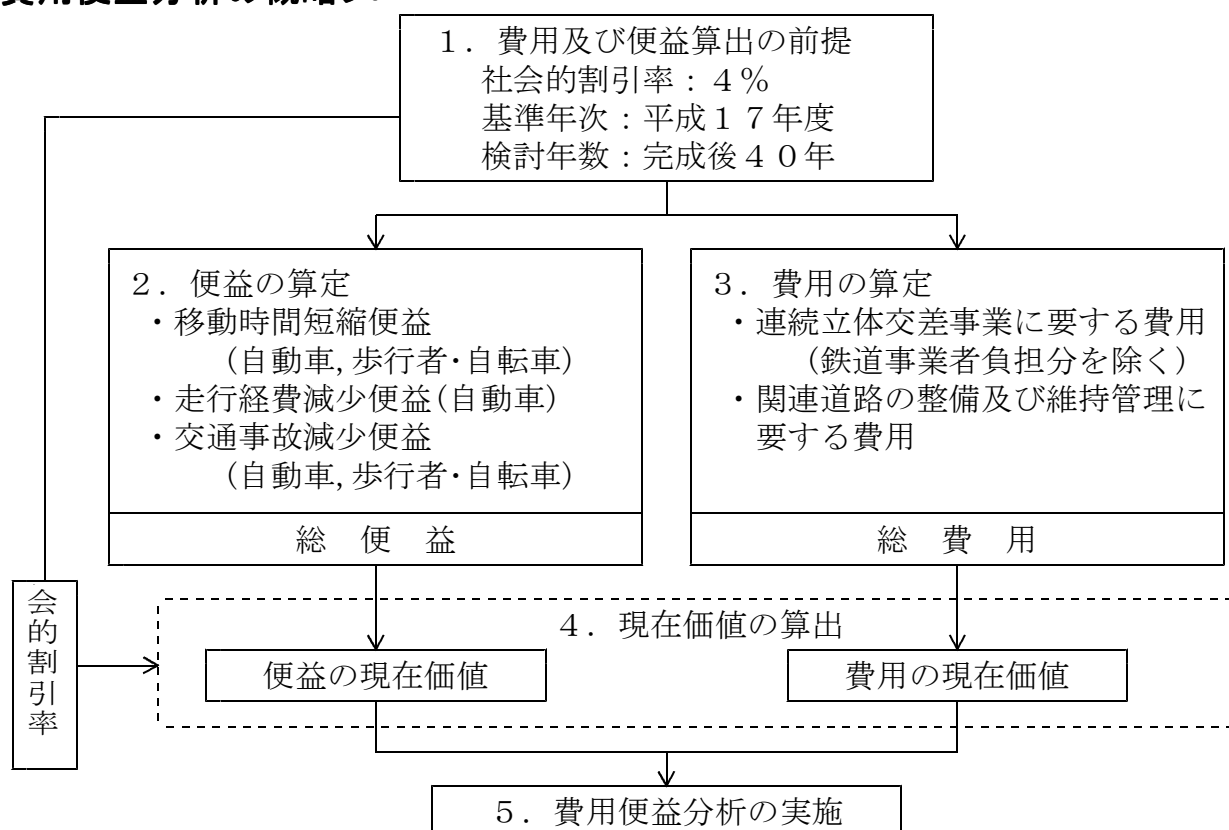 費用便益分析の概略フロー
1．費用及び便益算出の前提
社会的割引率：4％
基準年次：平成17年度
検討年数：完成後40年
2．便益の算定
・移動時間短縮便益
(自動車,歩行者・自転車)
・走行経費減少便益(自動車)
・交通事故減少便益
(自動車,歩行者・自転車)
総　便　益
3．費用の算定
・連続立体交差事業に要する費用
(鉄道事業者負担分を除く)
・関連道路の整備及び維持管理に
要する費用
総　費　用
会的割引率
4．現在価値の算出
便益の現在価値
費用の現在価値
5．費用便益分析の実施